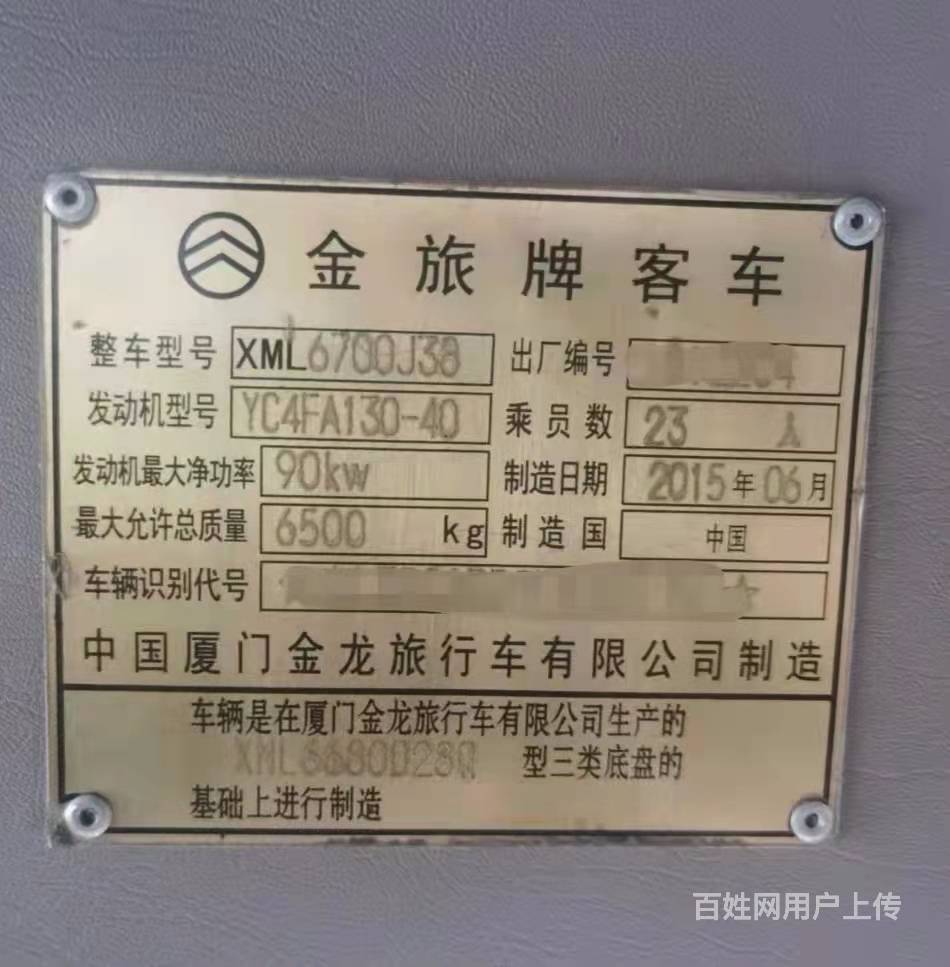 金旅牌客车
整车型号 XML6700J38 出厂编号
发动机型号 YC4FA130-40 乘员数 23 人
发动机最大净功率 90kw 制造日期 2015年06月
最大允许总质量 6500 kg 制造国 中国
车辆识别代号
中国厦门金龙旅行车有限公司制造
车辆是在厦门金龙旅行车有限公司生产的
型三类底盘的
基础上进行制造
百姓网用户上传